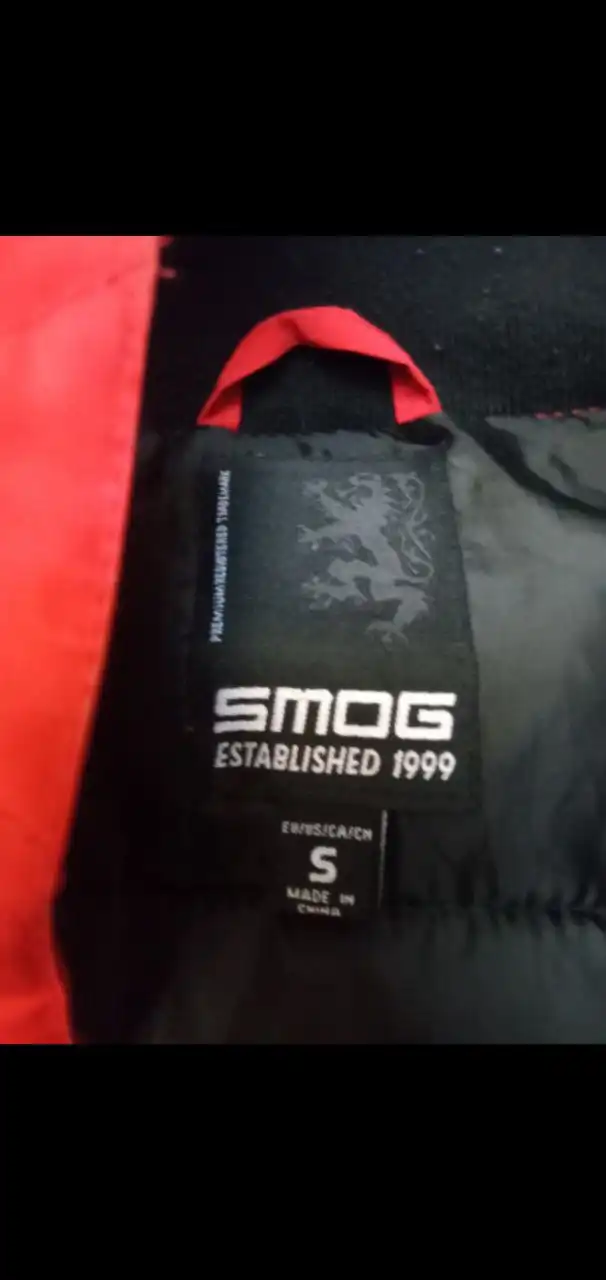 PREMIUM REGISTERED TRADEMARK
SMOG
ESTABLISHED 1999
EU/US/CA/CN
S
MADE IN
CHINA